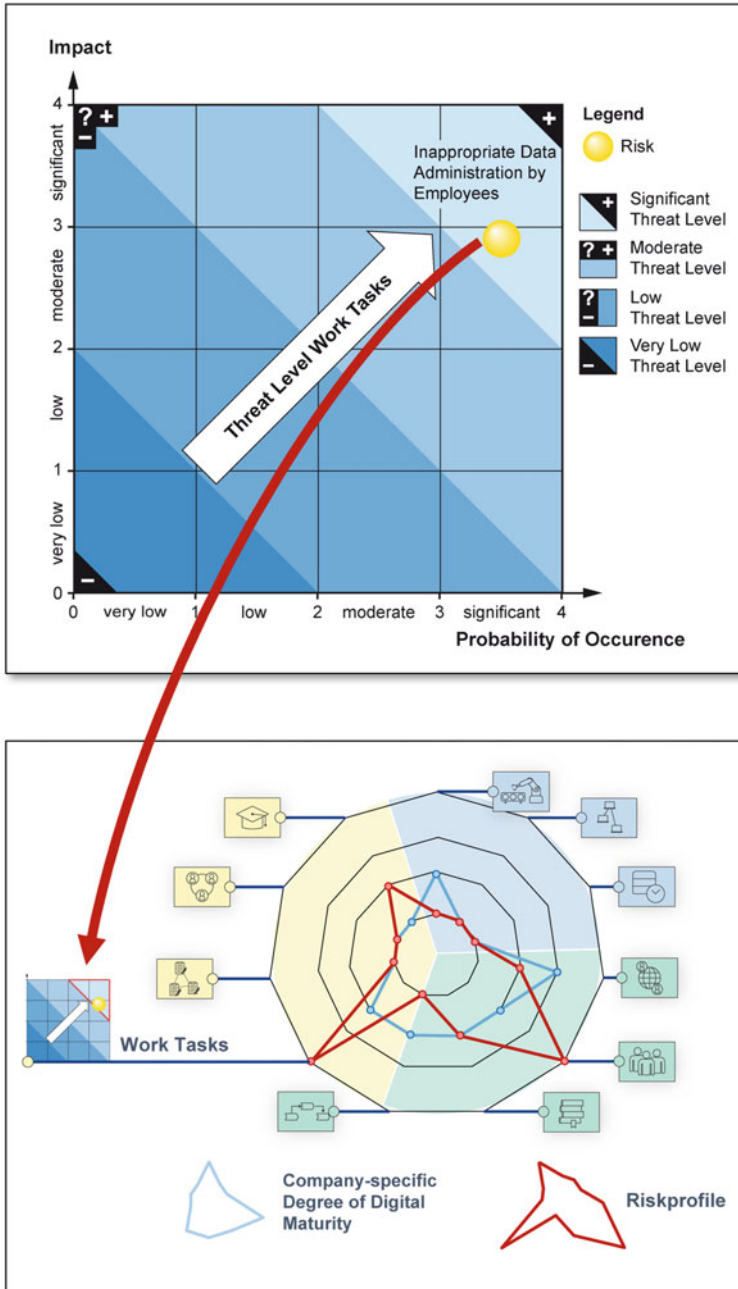 Impact
4
significant
3
moderate
2
low
1
very low
0
? +
−
+
Inappropriate Data
Administration by
Employees
Threat Level Work Tasks
−
0
very low
1
low
2
moderate
3
significant
4
Probability of Occurence
Legend
Risk
+
Significant
Threat Level
? +
Moderate
Threat Level
?
−
Low
Threat Level
−
Very Low
Threat Level
Work Tasks
Company-specific
Degree of Digital
Maturity
Riskprofile